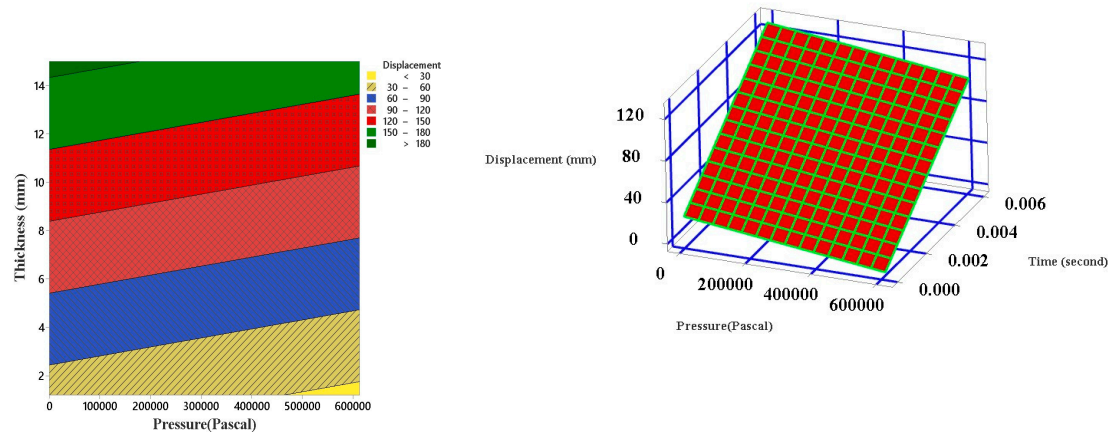 Displacement
< 30
30 – 60
60 – 90
90 – 120
120 – 150
150 – 180
> 180
Thickness (mm)
14
12
10
8
6
4
2
0 100000 200000 300000 400000 500000 600000
Pressure(Pascal)
Displacement (mm)
120
80
40
0
0 200000 400000 600000
Pressure(Pascal)
0.006
0.004
0.002
0.000
Time (second)